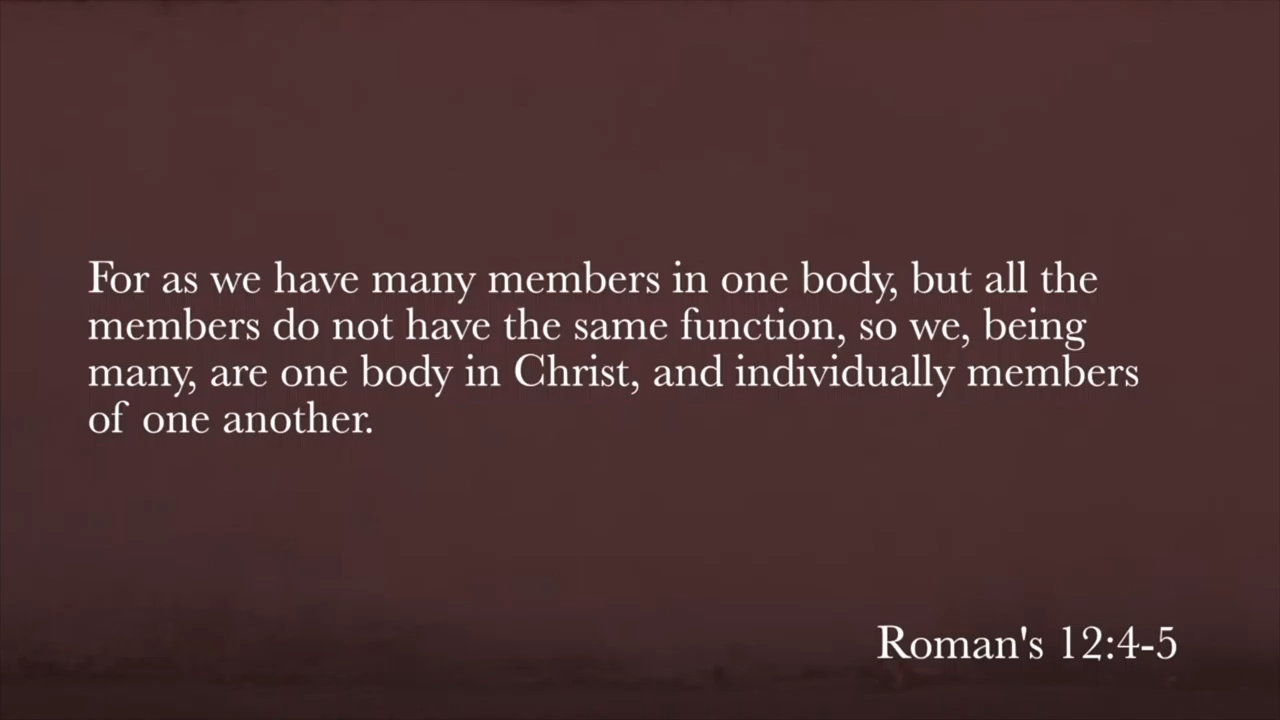 For as we have many members in one body, but all the
members do not have the same function, so we, being
many, are one body in Christ, and individually members
of one another.
Roman's 12:4-5